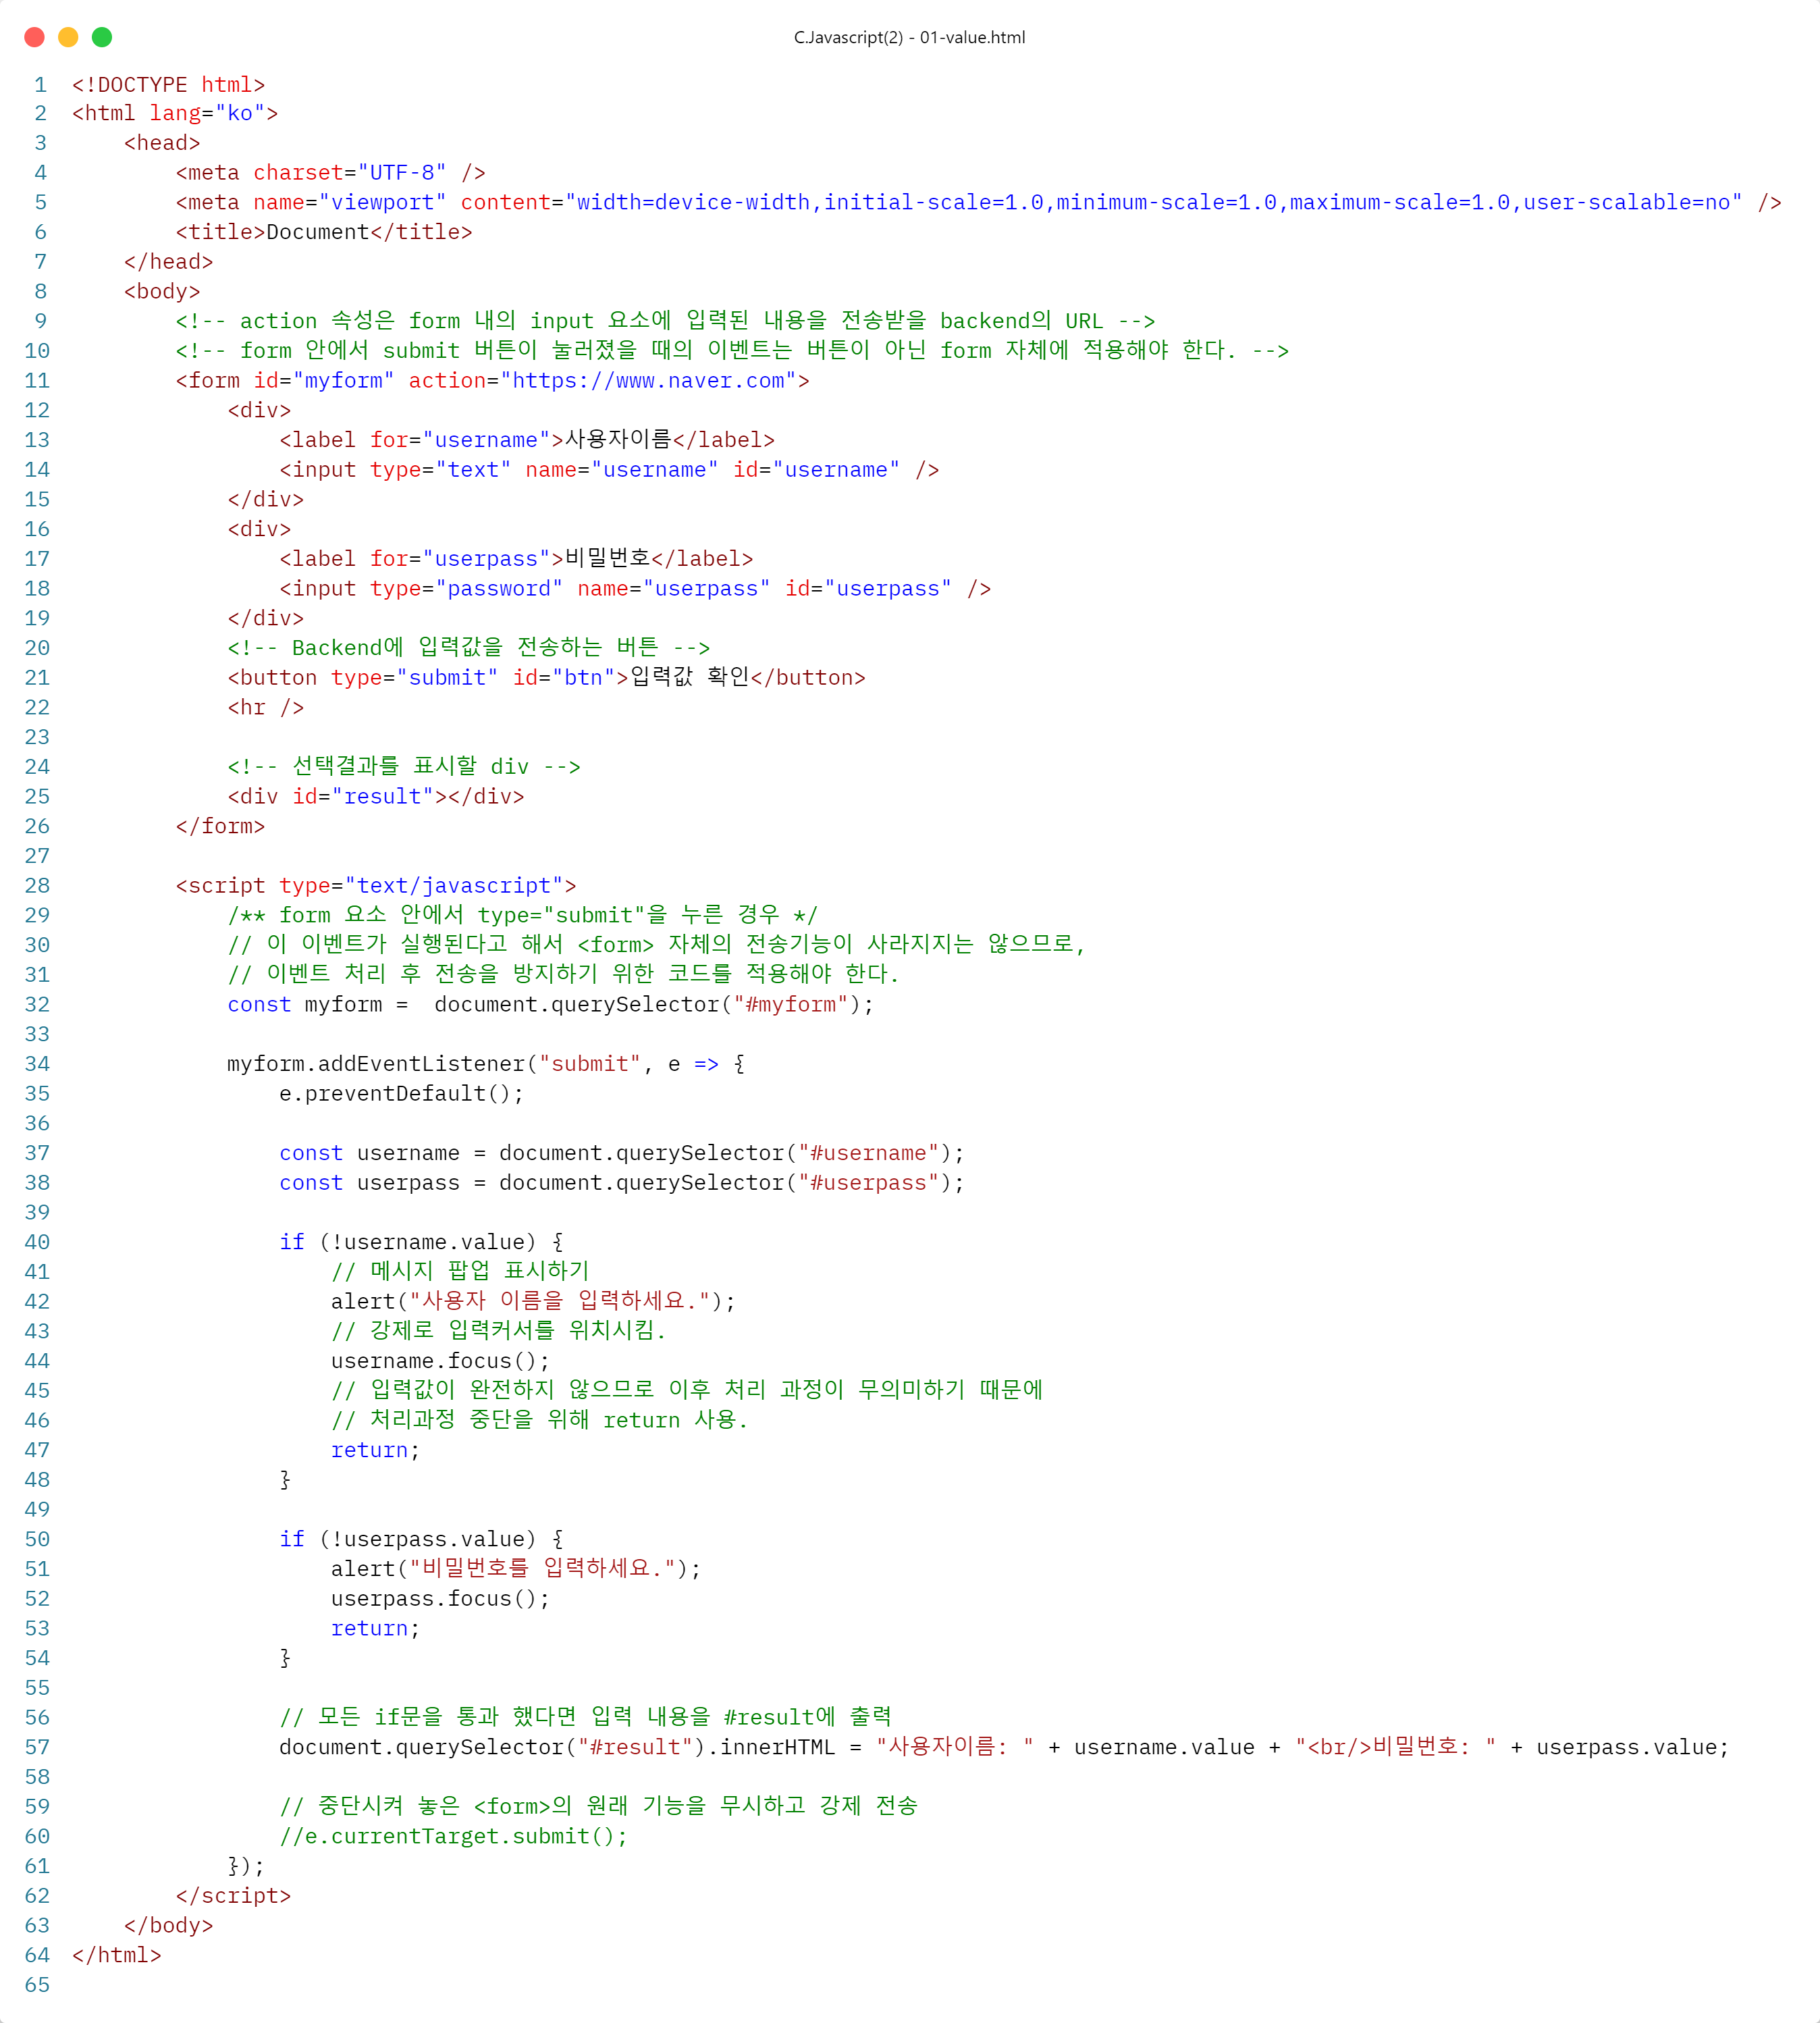 C.Javascript(2) - 01-value.html
1 <!DOCTYPE html>
2 <html lang="ko">
3     <head>
4         <meta charset="UTF-8" />
5         <meta name="viewport" content="width=device-width,initial-scale=1.0,minimum-scale=1.0,maximum-scale=1.0,user-scalable=no" />
6         <title>Document</title>
7     </head>
8     <body>
9         <!-- action 속성은 form 내의 input 요소에 입력된 내용을 전송받을 backend의 URL -->
10         <!-- form 안에서 submit 버튼이 눌러졌을 때의 이벤트는 버튼이 아닌 form 자체에 적용해야 한다. -->
11         <form id="myform" action="https://www.naver.com">
12             <div>
13                 <label for="username">사용자이름</label>
14                 <input type="text" name="username" id="username" />
15             </div>
16             <div>
17                 <label for="userpass">비밀번호</label>
18                 <input type="password" name="userpass" id="userpass" />
19             </div>
20             <!-- Backend에 입력값을 전송하는 버튼 -->
21             <button type="submit" id="btn">입력값 확인</button>
22             <hr />
23
24             <!-- 선택결과를 표시할 div -->
25             <div id="result"></div>
26         </form>
27
28         <script type="text/javascript">
29             /** form 요소 안에서 type="submit"을 누른 경우 */
30             // 이 이벤트가 실행된다고 해서 <form> 자체의 전송기능이 사라지지는 않으므로,
31             // 이벤트 처리 후 전송을 방지하기 위한 코드를 적용해야 한다.
32             const myform =  document.querySelector("#myform");
33
34             myform.addEventListener("submit", e => {
35                 e.preventDefault();
36
37                 const username = document.querySelector("#username");
38                 const userpass = document.querySelector("#userpass");
39
40                 if (!username.value) {
41                     // 메시지 팝업 표시하기
42                     alert("사용자 이름을 입력하세요.");
43                     // 강제로 입력커서를 위치시킴.
44                     username.focus();
45                     // 입력값이 완전하지 않으므로 이후 처리 과정이 무의미하기 때문에
46                     // 처리과정 중단을 위해 return 사용.
47                     return;
48                 }
49
50                 if (!userpass.value) {
51                     alert("비밀번호를 입력하세요.");
52                     userpass.focus();
53                     return;
54                 }
55
56                 // 모든 if문을 통과 했다면 입력 내용을 #result에 출력
57                 document.querySelector("#result").innerHTML = "사용자이름: " + username.value + "<br/>비밀번호: " + userpass.value;
58
59                 // 중단시켜 놓은 <form>의 원래 기능을 무시하고 강제 전송
60                 //e.currentTarget.submit();
61             });
62         </script>
63     </body>
64 </html>
65